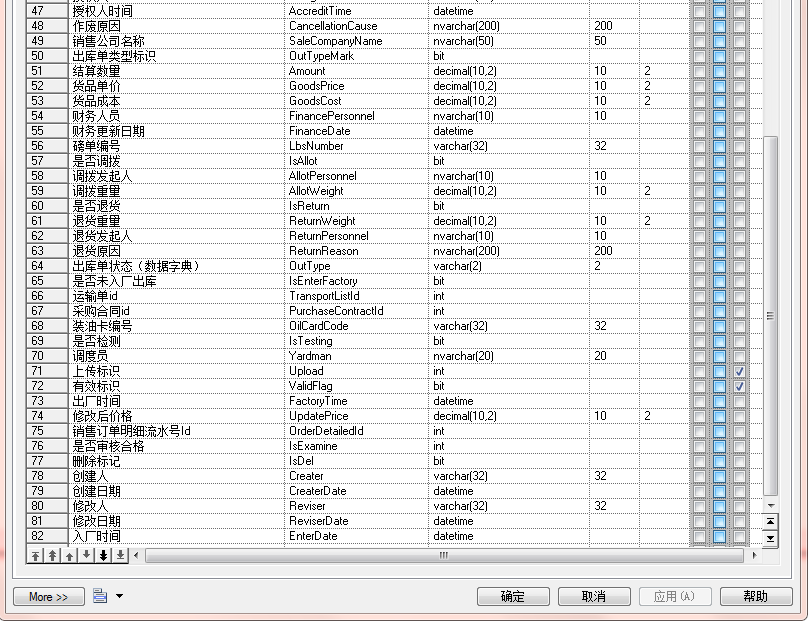 47 授权人时间 AccreditTime datetime
48 作废原因 CancellationCause nvarchar(200) 200
49 销售公司名称 SaleCompanyName nvarchar(50) 50
50 出库单类型标识 OutTypeMark bit
51 结算数量 Amount decimal(10,2) 10 2
52 货品单价 GoodsPrice decimal(10,2) 10 2
53 货品成本 GoodsCost decimal(10,2) 10 2
54 财务人员 FinancePersonnel nvarchar(10) 10
55 财务更新日期 FinanceDate datetime
56 磅单编号 LbsNumber varchar(32) 32
57 是否调拨 IsAllot bit
58 调拨发起人 AllotPersonnel nvarchar(10) 10
59 调拨重量 AllotWeight decimal(10,2) 10 2
60 是否退货 IsReturn bit
61 退货重量 ReturnWeight decimal(10,2) 10 2
62 退货发起人 ReturnPersonnel nvarchar(10) 10
63 退货原因 ReturnReason nvarchar(200) 200
64 出库单状态（数据字典） OutType varchar(2) 2
65 是否未入厂出库 IsEnterFactory bit
66 运输单id TransportListId int
67 采购合同id PurchaseContractId int
68 装油卡编号 OilCardCode varchar(32) 32
69 是否检测 IsTesting bit
70 调度员 Yardman nvarchar(20) 20
71 上传标识 Upload int
72 有效标识 ValidFlag bit
73 出厂时间 FactoryTime datetime
74 修改后价格 UpdatePrice decimal(10,2) 10 2
75 销售订单明细流水号Id OrderDetailedId int
76 是否审核合格 IsExamine int
77 删除标记 IsDel bit
78 创建人 Creater varchar(32) 32
79 创建日期 CreaterDate datetime
80 修改人 Reviser varchar(32) 32
81 修改日期 ReviserDate datetime
82 入厂时间 EnterDate datetime
More >> 确定 取消 应用(A) 帮助